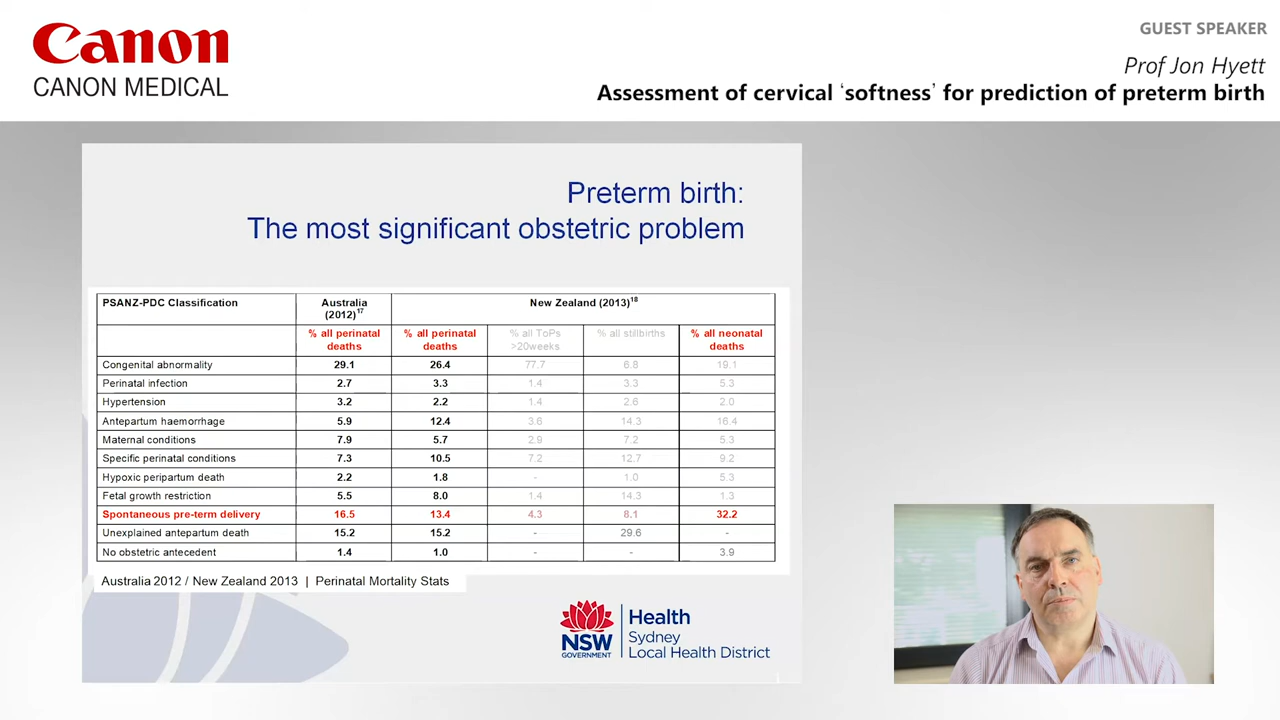 Canon
CANON MEDICAL
GUEST SPEAKER
Prof Jon Hyett
Assessment of cervical ‘softness’ for prediction of preterm birth
Preterm birth:
The most significant obstetric problem
PSANZ-PDC Classification Australia (2012)17 New Zealand (2013)18
% all perinatal deaths % all perinatal deaths % all ToPs >20weeks % all stillbirths % all neonatal deaths
Congenital abnormality 29.1 26.4 77.7 6.8 19.1
Perinatal infection 2.7 3.3 1.4 3.3 5.3
Hypertension 3.2 2.2 1.4 2.6 2.0
Antepartum haemorrhage 5.9 12.4 3.6 14.3 16.4
Maternal conditions 7.9 5.7 2.9 7.2 5.3
Specific perinatal conditions 7.3 10.5 7.2 12.7 9.2
Hypoxic peripartum death 2.2 1.8 - 1.0 5.3
Fetal growth restriction 5.5 8.0 1.4 14.3 1.3
Spontaneous pre-term delivery 16.5 13.4 4.3 8.1 32.2
Unexplained antepartum death 15.2 15.2 - 29.6 -
No obstetric antecedent 1.4 1.0 - - 3.9
Australia 2012 / New Zealand 2013 | Perinatal Mortality Stats
NSW
GOVERNMENT
Health
Sydney
Local Health District